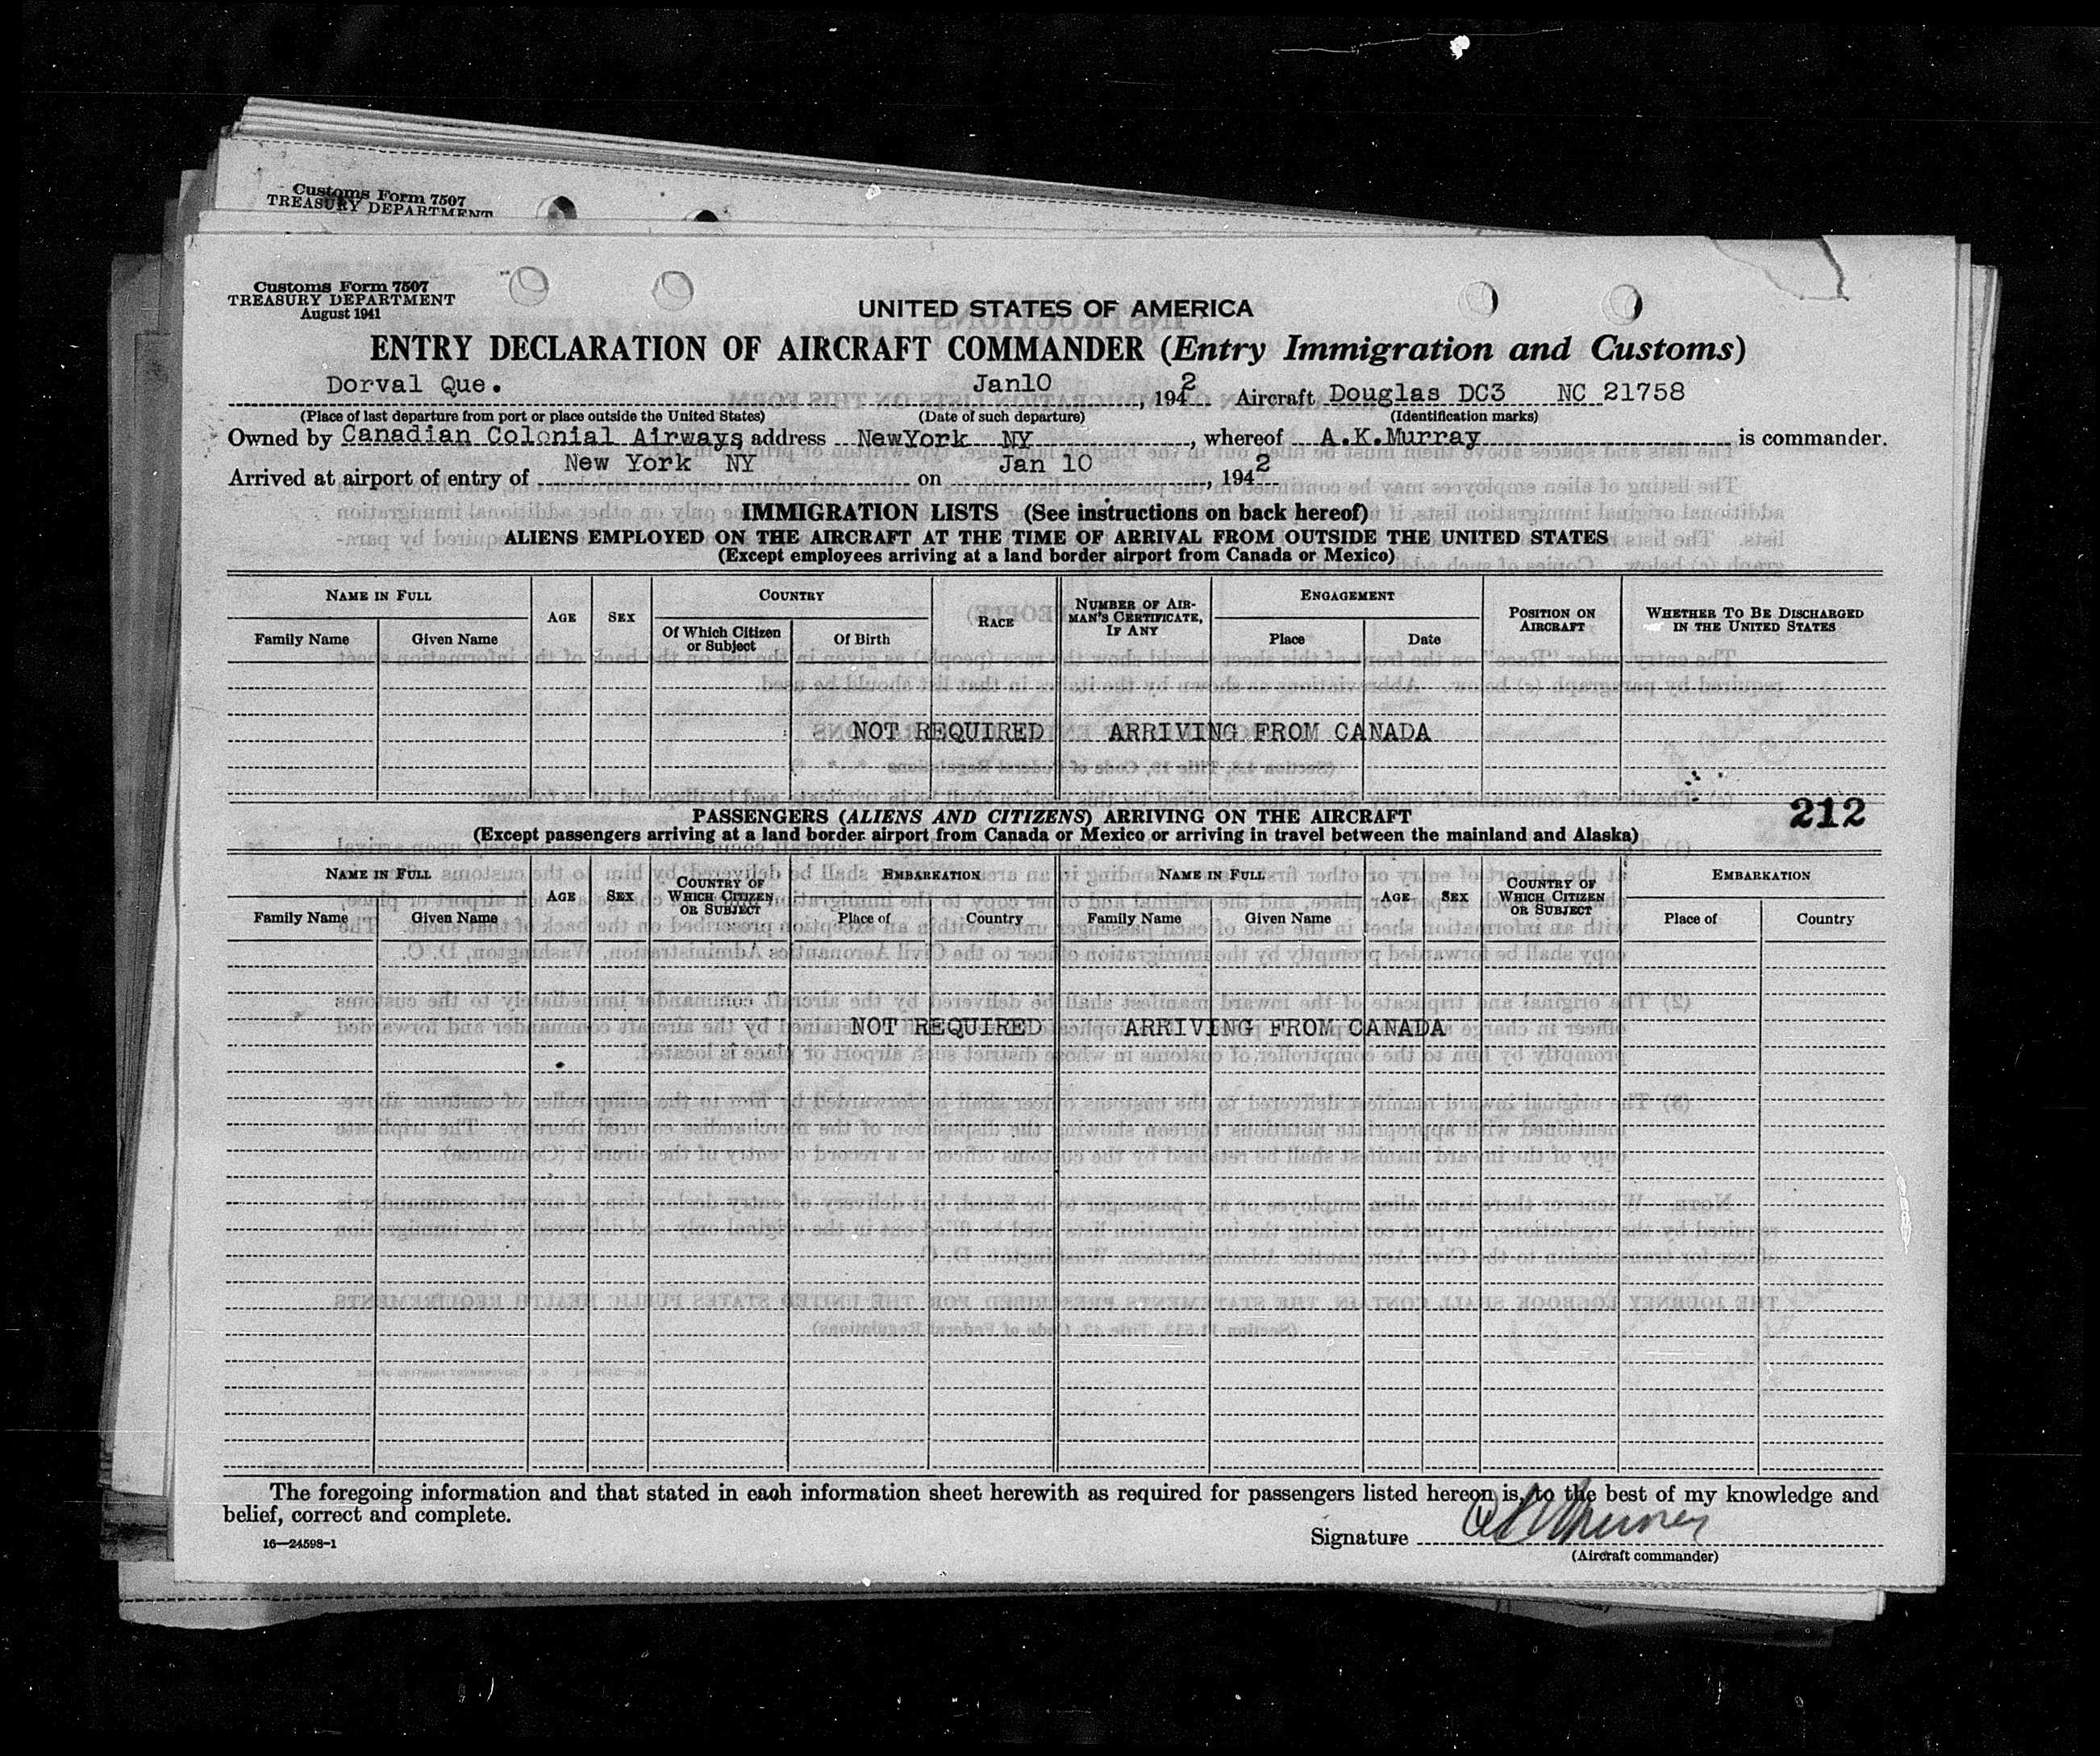 Customs Form 7507
TREASURY DEPARTMENT
Customs Form 7507
TREASURY DEPARTMENT
August 1941
UNITED STATES OF AMERICA
ENTRY DECLARATION OF AIRCRAFT COMMANDER (Entry Immigration and Customs)
Dorval Que. Jan10, 1942 Aircraft Douglas DC3 NC 21758
(Place of last departure from port or place outside the United States) (Date of such departure) (Identification marks)
Owned by Canadian Colonial Airways address NewYork NY, whereof A.K.Murray is commander.
Arrived at airport of entry of New York NY on Jan 10, 1942
IMMIGRATION LISTS (See instructions on back hereof)
ALIENS EMPLOYED ON THE AIRCRAFT AT THE TIME OF ARRIVAL FROM OUTSIDE THE UNITED STATES
(Except employees arriving at a land border airport from Canada or Mexico)
NAME IN FULL AGE SEX COUNTRY RACE NUMBER OF AIRMAN'S CERTIFICATE, IF ANY ENGAGEMENT POSITION ON AIRCRAFT WHETHER TO BE DISCHARGED IN THE UNITED STATES
Family Name Given Name Of Which Citizen or Subject Of Birth Place Date
NOT REQUIRED ARRIVING FROM CANADA
212
PASSENGERS (ALIENS AND CITIZENS) ARRIVING ON THE AIRCRAFT
(Except passengers arriving at a land border airport from Canada or Mexico or arriving in travel between the mainland and Alaska)
NAME IN FULL AGE SEX COUNTRY OF WHICH CITIZEN OR SUBJECT EMBARKATION NAME IN FULL AGE SEX COUNTRY OF WHICH CITIZEN OR SUBJECT EMBARKATION
Family Name Given Name Place of Country Family Name Given Name Place of Country
NOT REQUIRED ARRIVING FROM CANADA
The foregoing information and that stated in each information sheet herewith as required for passengers listed hereon is, to the best of my knowledge and
belief, correct and complete.
Signature AKMurray
(Aircraft commander)
16—24598-1